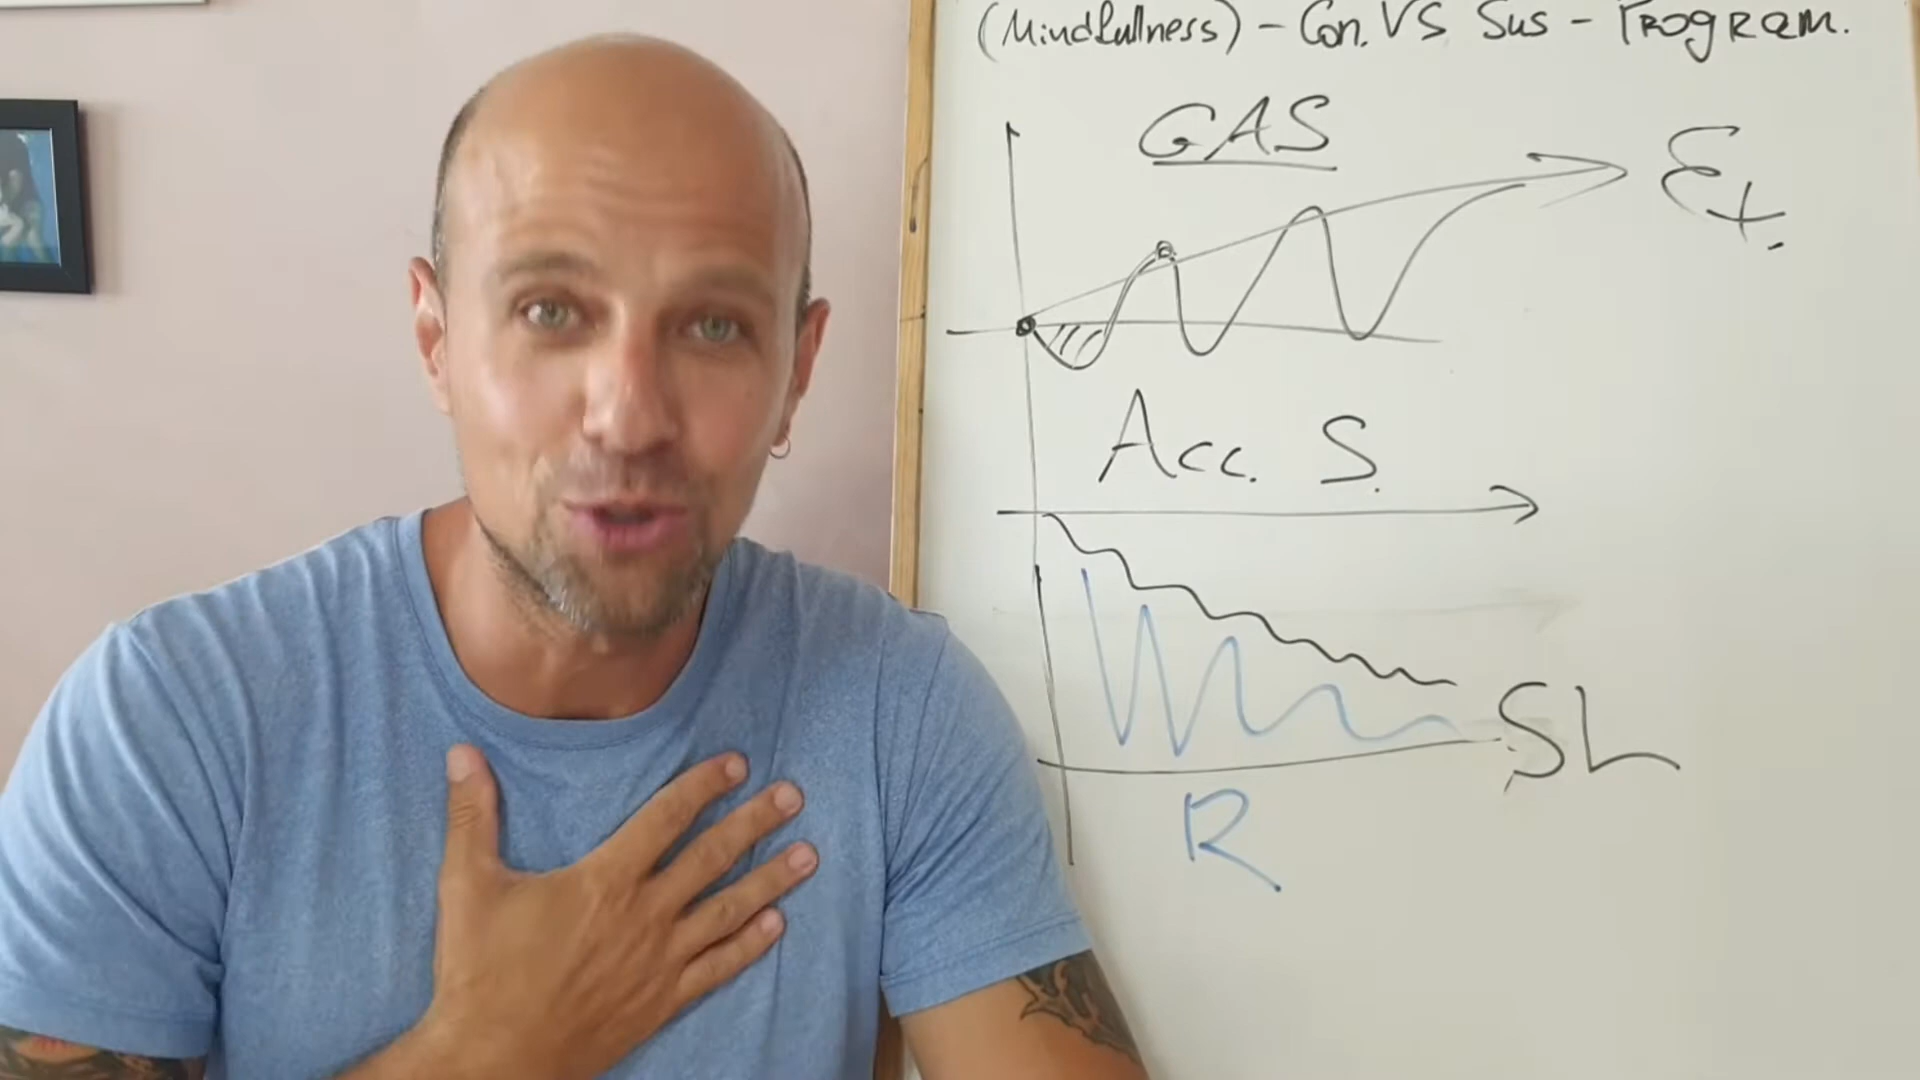 (Mindfullness) - Con. VS Sus - Program.
GAS
Ex.
Acc. S.
SL
R